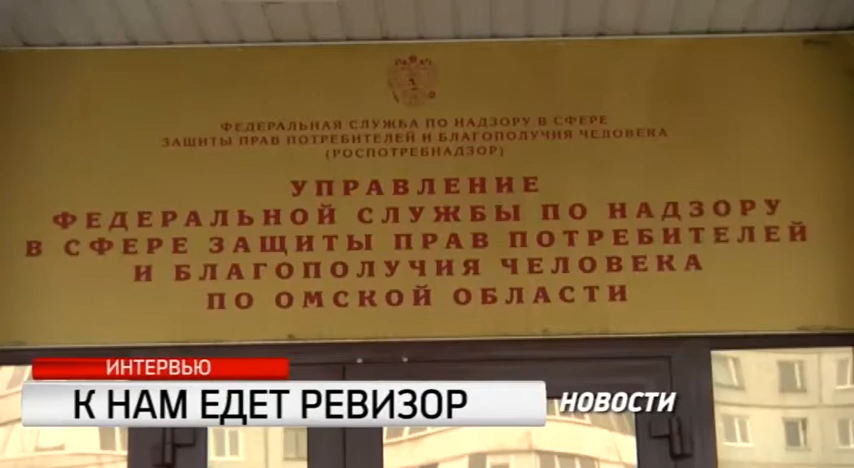 ФЕДЕРАЛЬНАЯ СЛУЖБА ПО НАДЗОРУ В СФЕРЕ
ЗАЩИТЫ ПРАВ ПОТРЕБИТЕЛЕЙ И БЛАГОПОЛУЧИЯ ЧЕЛОВЕКА
(РОСПОТРЕБНАДЗОР)
УПРАВЛЕНИЕ
ФЕДЕРАЛЬНОЙ СЛУЖБЫ ПО НАДЗОРУ
В СФЕРЕ ЗАЩИТЫ ПРАВ ПОТРЕБИТЕЛЕЙ
И БЛАГОПОЛУЧИЯ ЧЕЛОВЕКА
ПО ОМСКОЙ ОБЛАСТИ
ИНТЕРВЬЮ
К НАМ ЕДЕТ РЕВИЗОР
НОВОСТИ